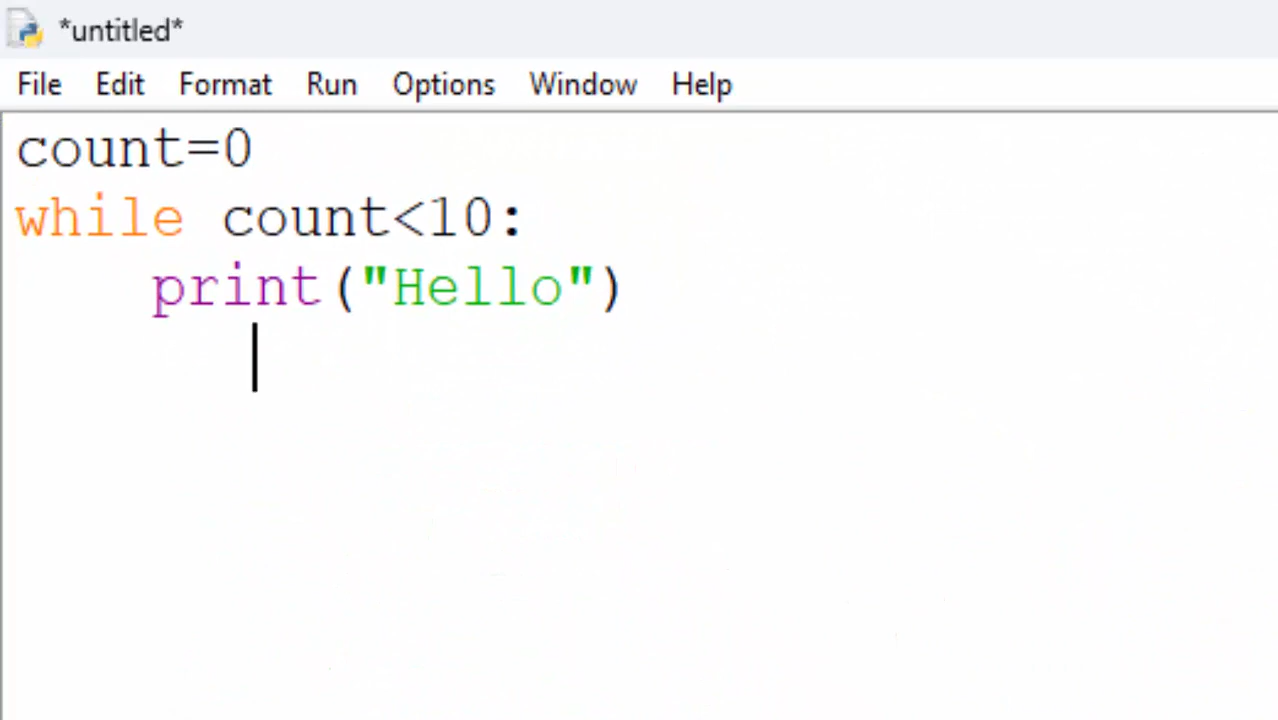 *untitled*
File Edit Format Run Options Window Help
count=0
while count<10:
    print("Hello")